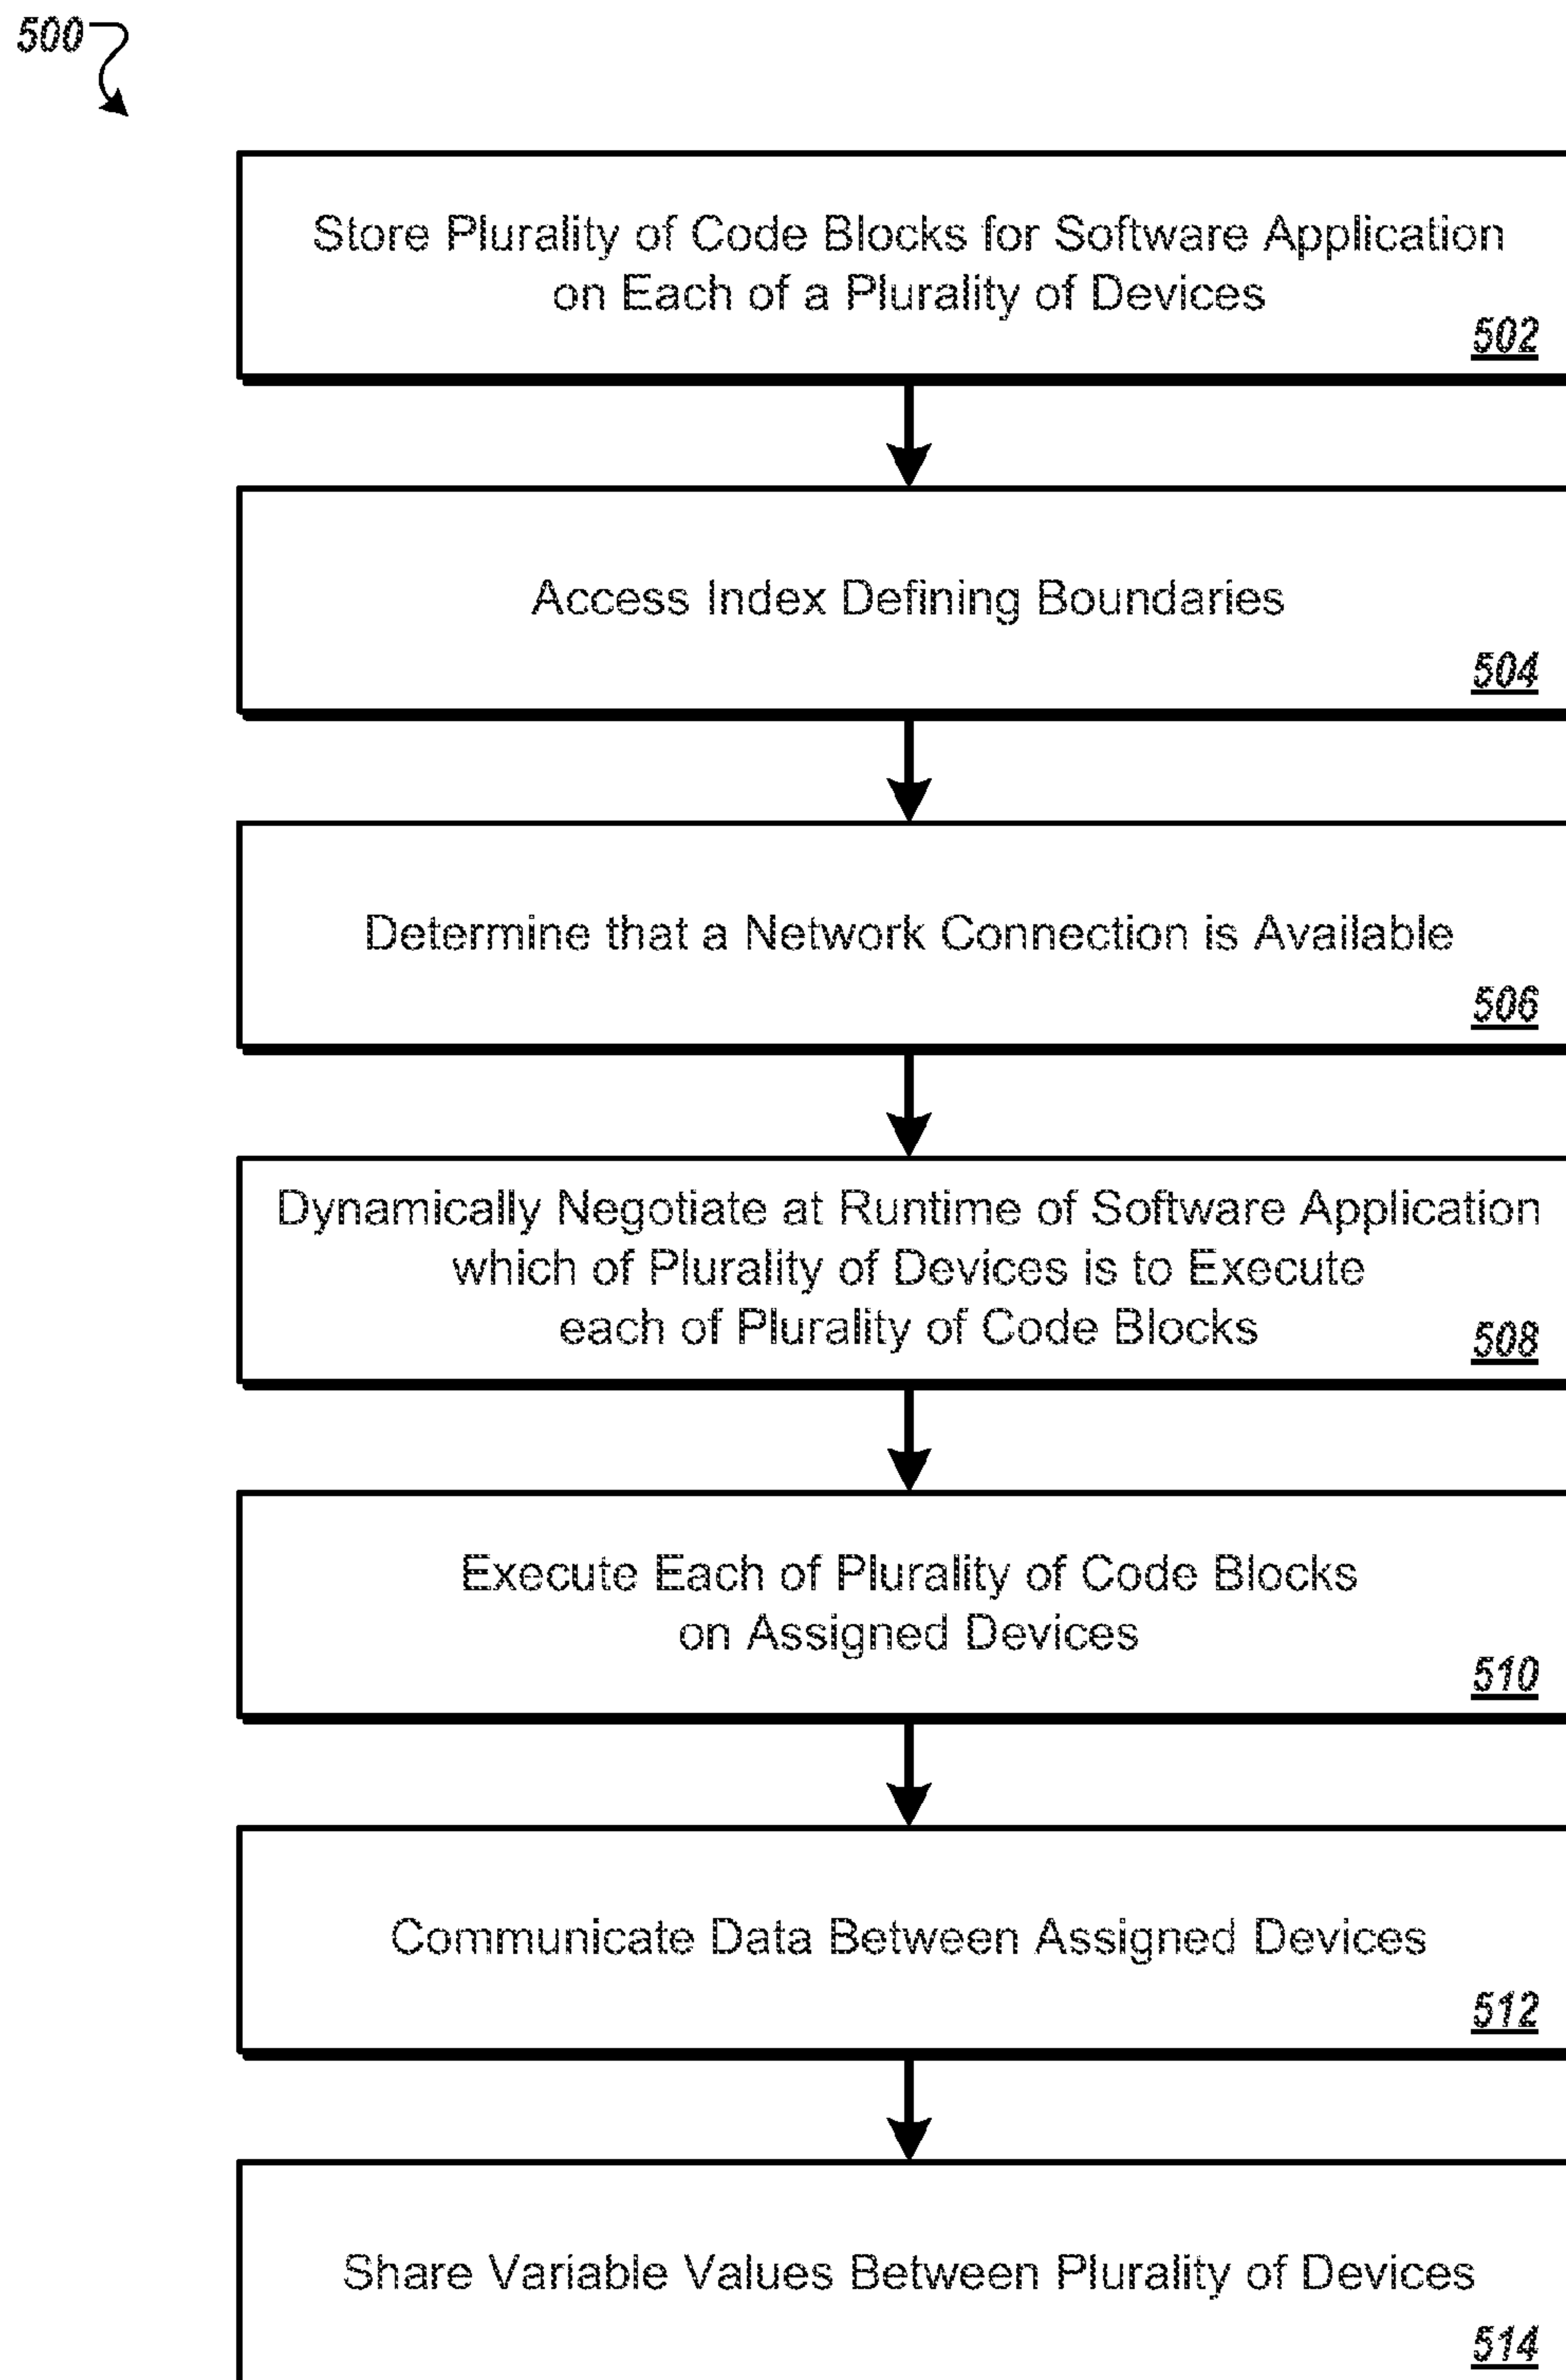 500
Store Plurality of Code Blocks for Software Application
on Each of a Plurality of Devices
502
Access Index Defining Boundaries
504
Determine that a Network Connection is Available
506
Dynamically Negotiate at Runtime of Software Application
which of Plurality of Devices is to Execute
each of Plurality of Code Blocks
508
Execute Each of Plurality of Code Blocks
on Assigned Devices
510
Communicate Data Between Assigned Devices
512
Share Variable Values Between Plurality of Devices
514